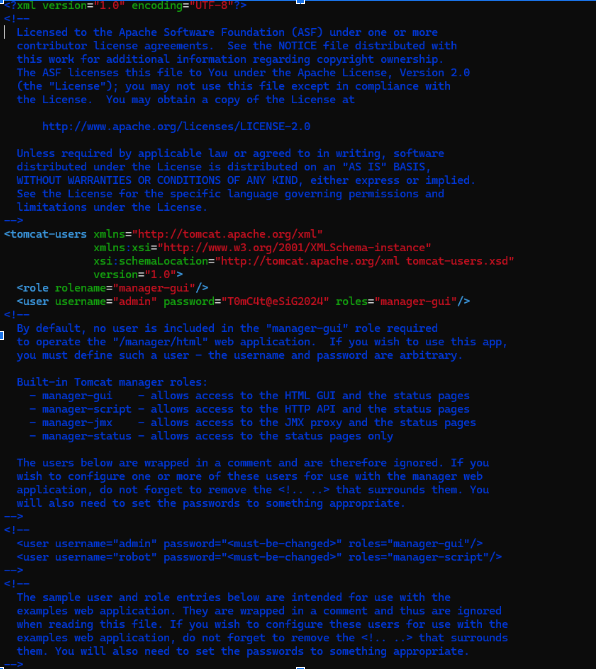 <?xml version="1.0" encoding="UTF-8"?>
<!--
  Licensed to the Apache Software Foundation (ASF) under one or more
  contributor license agreements.  See the NOTICE file distributed with
  this work for additional information regarding copyright ownership.
  The ASF licenses this file to You under the Apache License, Version 2.0
  (the "License"); you may not use this file except in compliance with
  the License.  You may obtain a copy of the License at

      http://www.apache.org/licenses/LICENSE-2.0

  Unless required by applicable law or agreed to in writing, software
  distributed under the License is distributed on an "AS IS" BASIS,
  WITHOUT WARRANTIES OR CONDITIONS OF ANY KIND, either express or implied.
  See the License for the specific language governing permissions and
  limitations under the License.
-->
<tomcat-users xmlns="http://tomcat.apache.org/xml"
              xmlns:xsi="http://www.w3.org/2001/XMLSchema-instance"
              xsi:schemaLocation="http://tomcat.apache.org/xml tomcat-users.xsd"
              version="1.0">
  <role rolename="manager-gui"/>
  <user username="admin" password="T0mC4t@eSiG2024" roles="manager-gui"/>
<!--
  By default, no user is included in the "manager-gui" role required
  to operate the "/manager/html" web application.  If you wish to use this app,
  you must define such a user - the username and password are arbitrary.

  Built-in Tomcat manager roles:
    - manager-gui    - allows access to the HTML GUI and the status pages
    - manager-script - allows access to the HTTP API and the status pages
    - manager-jmx    - allows access to the JMX proxy and the status pages
    - manager-status - allows access to the status pages only

  The users below are wrapped in a comment and are therefore ignored. If you
  wish to configure one or more of these users for use with the manager web
  application, do not forget to remove the <!.. ..> that surrounds them. You
  will also need to set the passwords to something appropriate.
-->
<!--
  <user username="admin" password="<must-be-changed>" roles="manager-gui"/>
  <user username="robot" password="<must-be-changed>" roles="manager-script"/>
-->
<!--
  The sample user and role entries below are intended for use with the
  examples web application. They are wrapped in a comment and thus are ignored
  when reading this file. If you wish to configure these users for use with the
  examples web application, do not forget to remove the <!.. ..> that surrounds
  them. You will also need to set the passwords to something appropriate.
-->